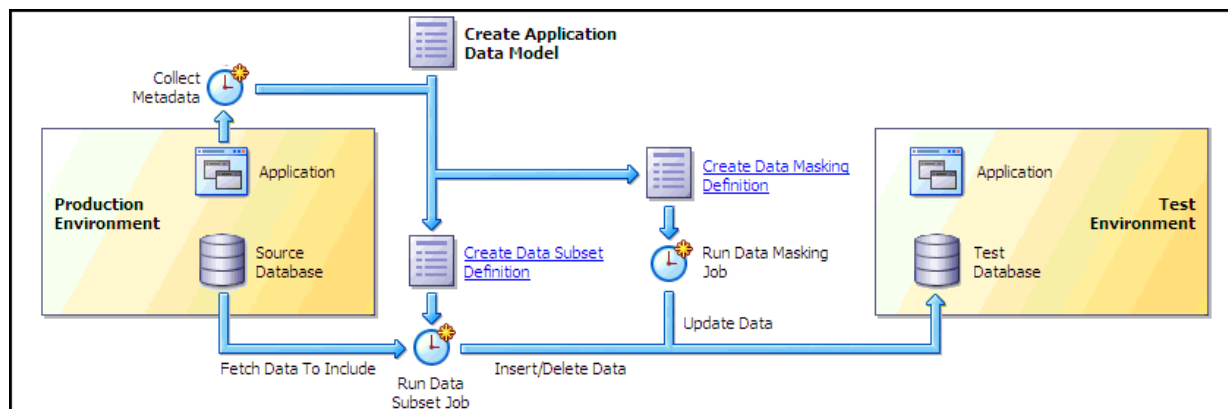 Create Application
Data Model
Collect
Metadata
Application
Production
Environment
Source
Database
Create Data Masking
Definition
Create Data Subset
Definition
Run Data Masking
Job
Application
Test
Environment
Test
Database
Update Data
Fetch Data To Include
Insert/Delete Data
Run Data
Subset Job